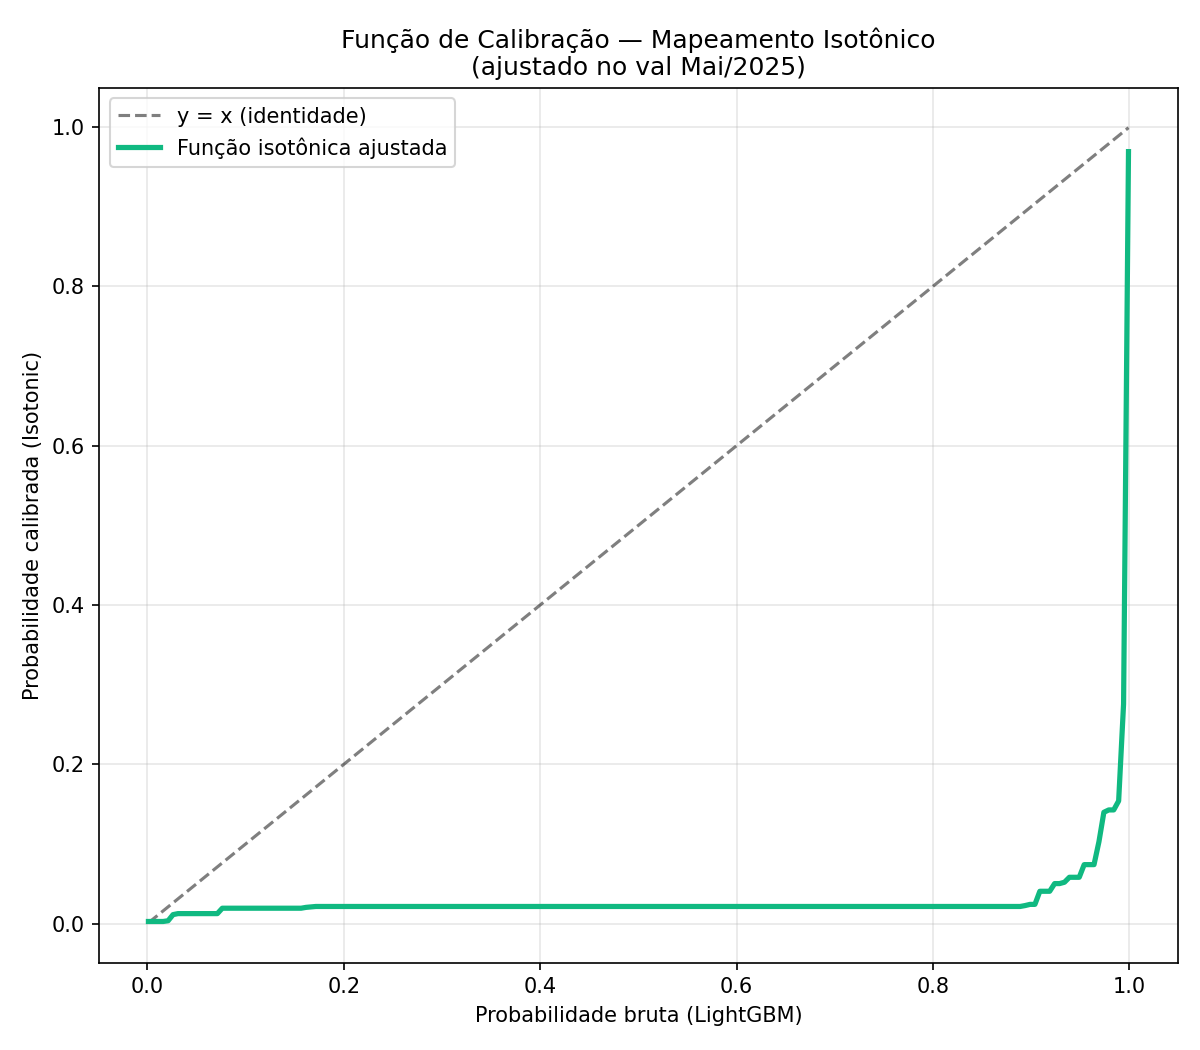 Função de Calibração — Mapeamento Isotônico
(ajustado no val Mai/2025)
y = x (identidade)
Função isotônica ajustada
Probabilidade calibrada (Isotonic)
1.0
0.8
0.6
0.4
0.2
0.0
0.0 0.2 0.4 0.6 0.8 1.0
Probabilidade bruta (LightGBM)